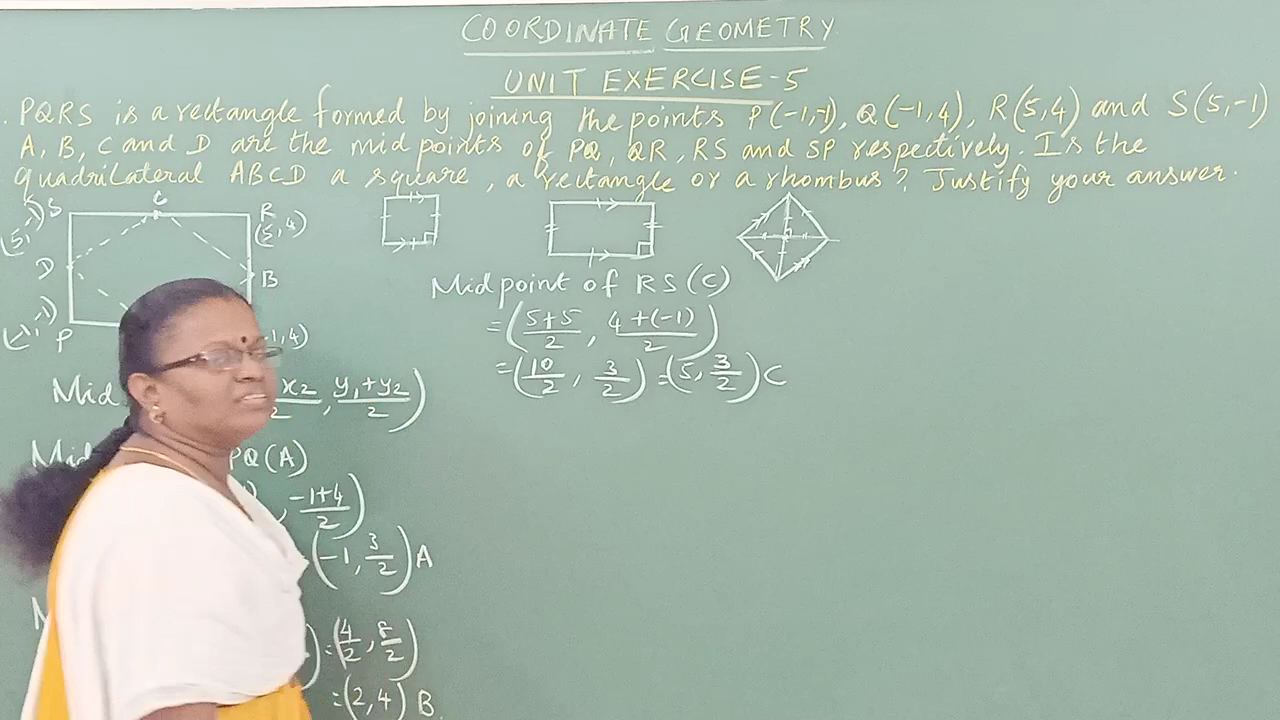 COORDINATE GEOMETRY
UNIT EXERCISE-5
. PQRS is a rectangle formed by joining the points P(-1,-1), Q(-1,4), R(5,4) and S(5,-1)
A, B, C and D are the mid points of PQ, QR, RS and SP respectively. Is the
quadrilateral ABCD a square, a rectangle or a rhombus? Justify your answer.
(5,-1) S C R
(5,4)
D B
(-1,-1) P -1,4)
Mid x2/2, y1+y2/2)
Mid PQ(A)
, -1+4/2)
(-1, 3/2) A
) = (4/2, 8/2)
= (2,4) B
Midpoint of RS(C)
= (5+5/2, 4+(-1)/2)
= (10/2, 3/2) = (5, 3/2) C